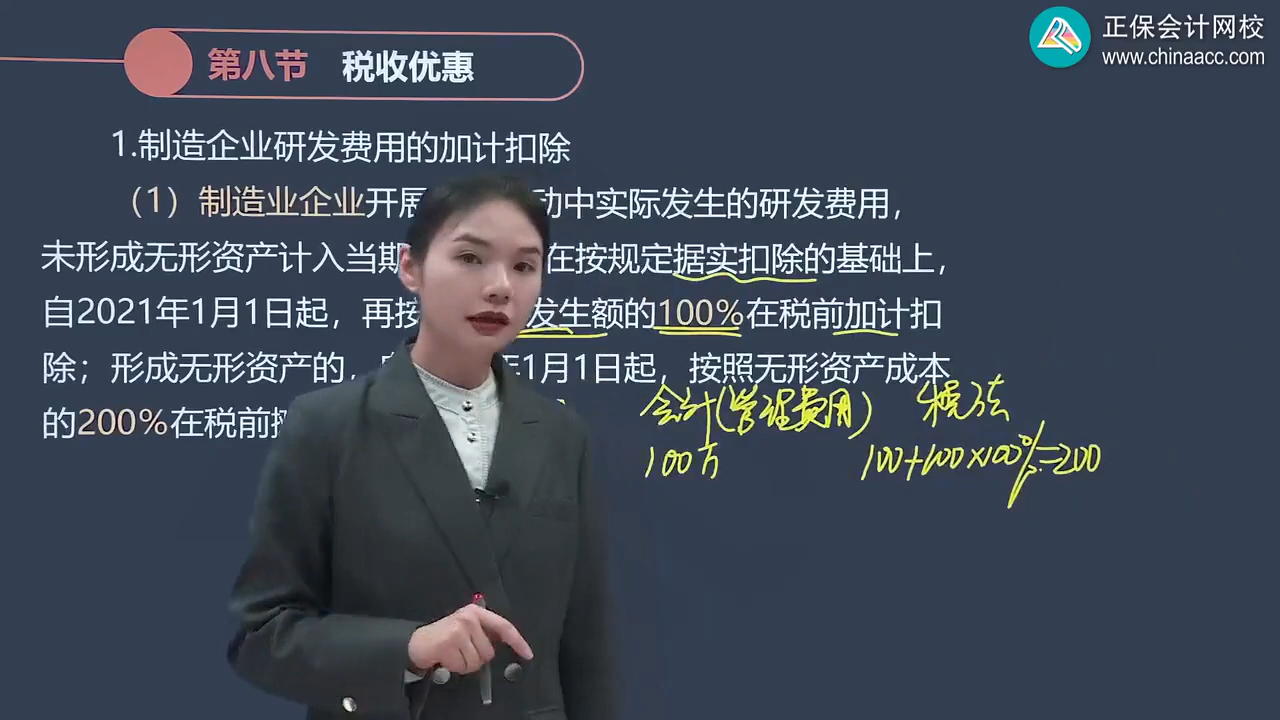 正保会计网校
www.chinaacc.com
第八节 税收优惠
1.制造企业研发费用的加计扣除
（1）制造业企业开展 动中实际发生的研发费用，
未形成无形资产计入当期 在按规定据实扣除的基础上，
自2021年1月1日起，再按 发生额的100%在税前加计扣
除；形成无形资产的， 年1月1日起，按照无形资产成本
的200%在税前
会计(管理费用) 税法
100万 100+100×100%=200